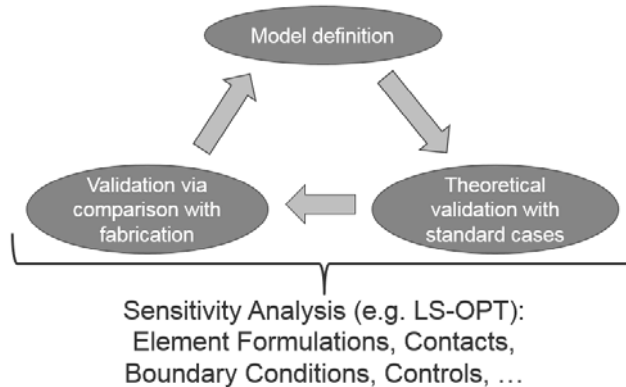 Model definition
Validation via
comparison with
fabrication
Theoretical
validation with
standard cases
Sensitivity Analysis (e.g. LS-OPT):
Element Formulations, Contacts,
Boundary Conditions, Controls, …